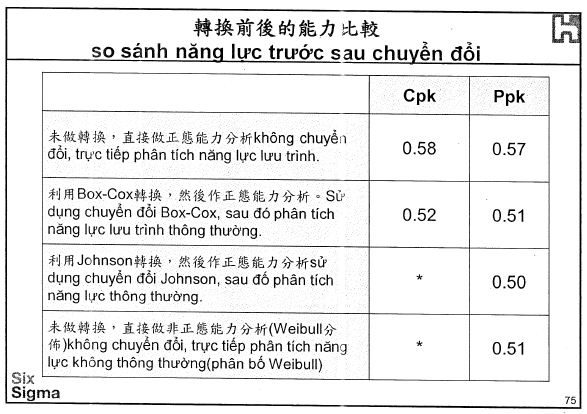 轉換前後的能力比較
so sánh năng lực trước sau chuyển đổi
Cpk
Ppk
未做轉換，直接做正態能力分析không chuyển
đổi, trực tiếp phân tích năng lực lưu trình.
0.58
0.57
利用Box-Cox轉換，然後作正態能力分析。Sử
dụng chuyển đổi Box-Cox, sau đó phân tích
năng lực lưu trình thông thường.
0.52
0.51
利用Johnson轉換，然後作正態能力分析sử
dụng chuyển đổi Johnson, sau đố phân tích
năng lực thông thường.
*
0.50
未做轉換，直接做非正態能力分析(Weibull分
佈)không chuyển đổi, trực tiếp phân tích năng
lực không thông thường(phân bố Weibull)
*
0.51
Six
Sigma
75